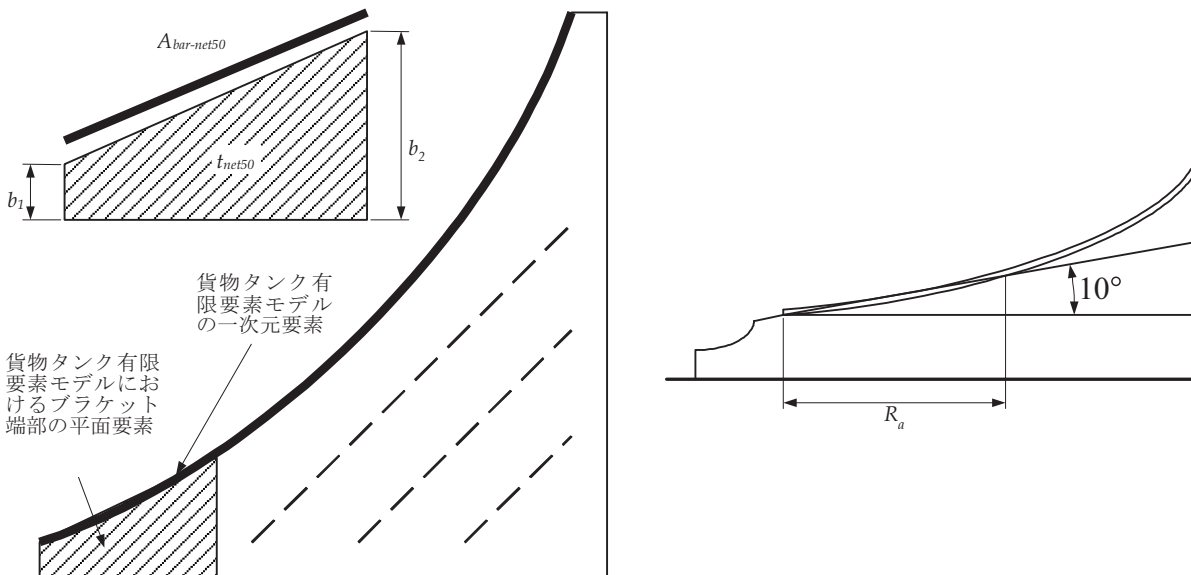 A_bar-net50
t_net50
b_1
b_2
貨物タンク有
限要素モデル
の一次元要素
貨物タンク有限
要素モデルにお
けるブラケット
端部の平面要素
10°
R_a